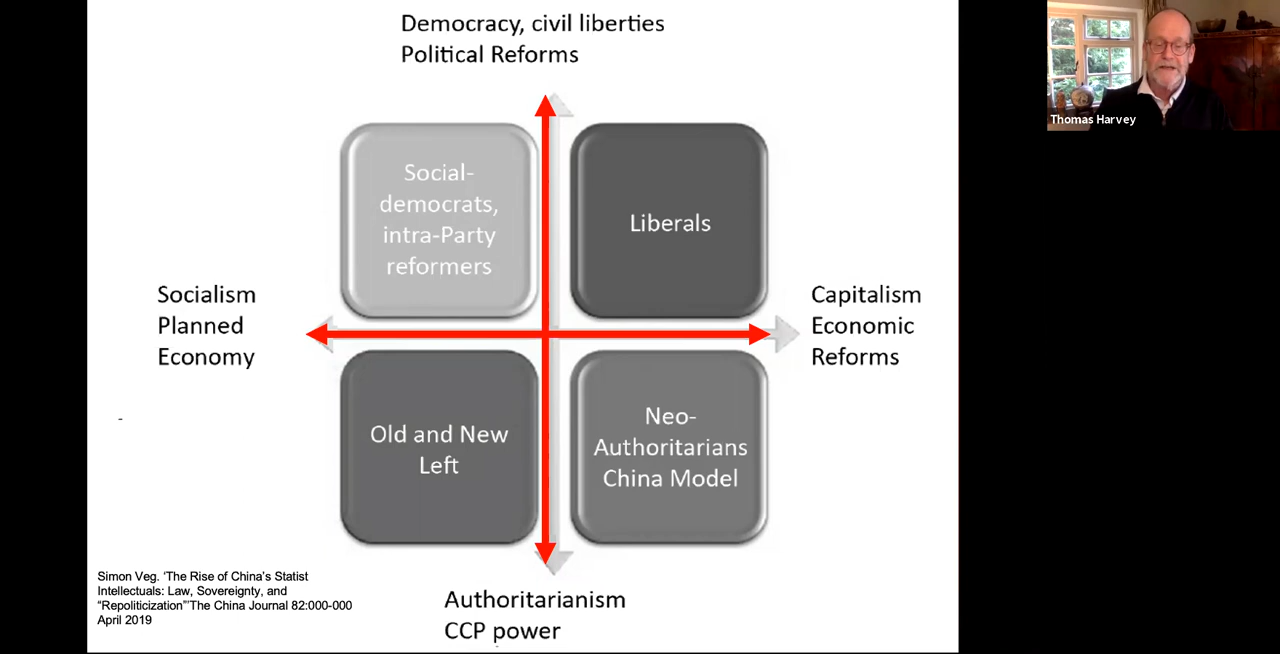 Democracy, civil liberties
Political Reforms
Thomas Harvey
Social-
democrats,
intra-Party
reformers
Liberals
Socialism
Planned
Economy
Capitalism
Economic
Reforms
-
Old and New
Left
Neo-
Authoritarians
China Model
Simon Veg. ‘The Rise of China’s Statist
Intellectuals: Law, Sovereignty, and
“Repoliticization”’The China Journal 82:000-000
April 2019
Authoritarianism
CCP power